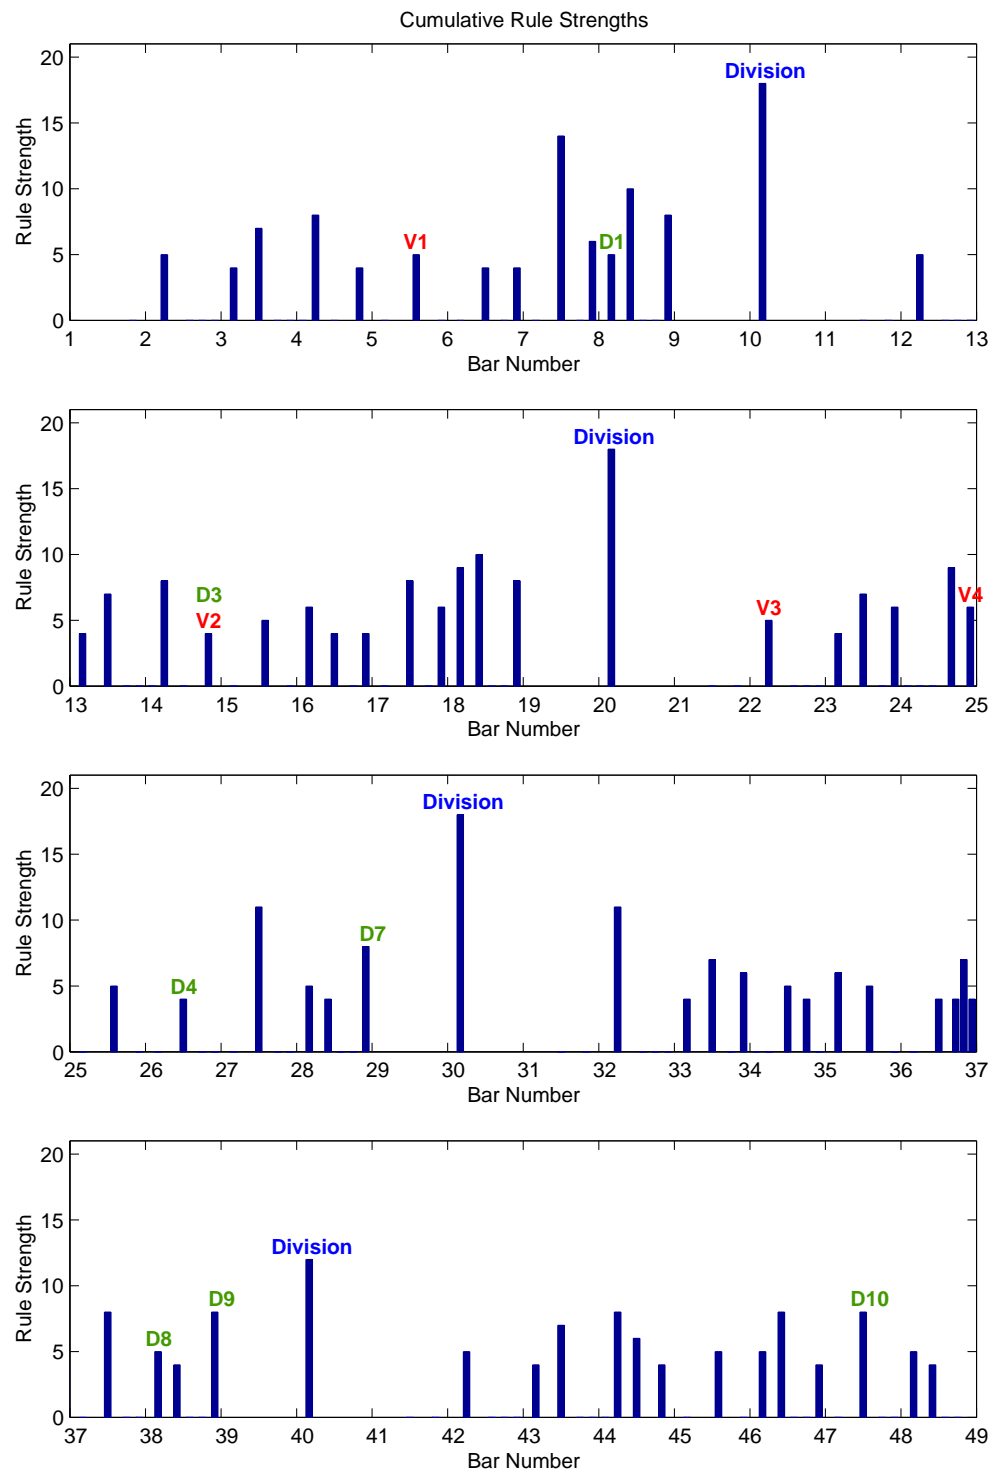 Cumulative Rule Strengths
20
15
10
5
0
Rule Strength
Division
V1
D1
1 2 3 4 5 6 7 8 9 10 11 12 13
Bar Number
20
15
10
5
0
Rule Strength
Division
D3
V2
V3
V4
13 14 15 16 17 18 19 20 21 22 23 24 25
Bar Number
20
15
10
5
0
Rule Strength
Division
D7
D4
25 26 27 28 29 30 31 32 33 34 35 36 37
Bar Number
20
15
10
5
0
Rule Strength
Division
D9
D10
D8
37 38 39 40 41 42 43 44 45 46 47 48 49
Bar Number